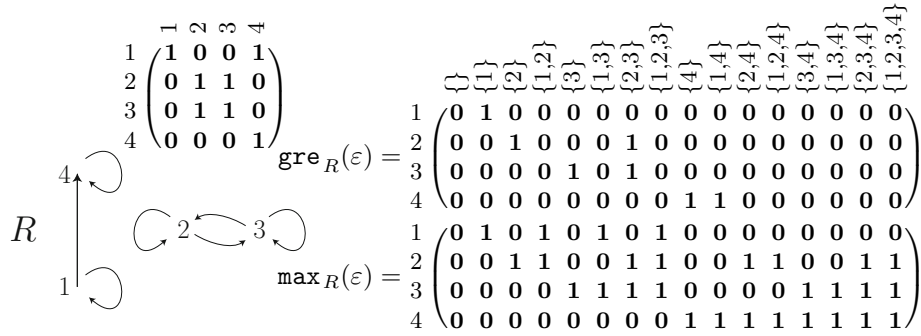 1 2 3 4
1 1 0 0 1
2 0 1 1 0
3 0 1 1 0
4 0 0 0 1
R
4
2
3
1
{} {1} {2} {1,2} {3} {1,3} {2,3} {1,2,3} {4} {1,4} {2,4} {1,2,4} {3,4} {1,3,4} {2,3,4} {1,2,3,4}
gre_R(ε) =
1 0 1 0 0 0 0 0 0 0 0 0 0 0 0 0 0
2 0 0 1 0 0 0 1 0 0 0 0 0 0 0 0 0
3 0 0 0 0 1 0 1 0 0 0 0 0 0 0 0 0
4 0 0 0 0 0 0 0 0 1 1 0 0 0 0 0 0
max_R(ε) =
1 0 1 0 1 0 1 0 1 0 0 0 0 0 0 0 0
2 0 0 1 1 0 0 1 1 0 0 1 1 0 0 1 1
3 0 0 0 0 1 1 1 1 0 0 0 0 1 1 1 1
4 0 0 0 0 0 0 0 0 1 1 1 1 1 1 1 1